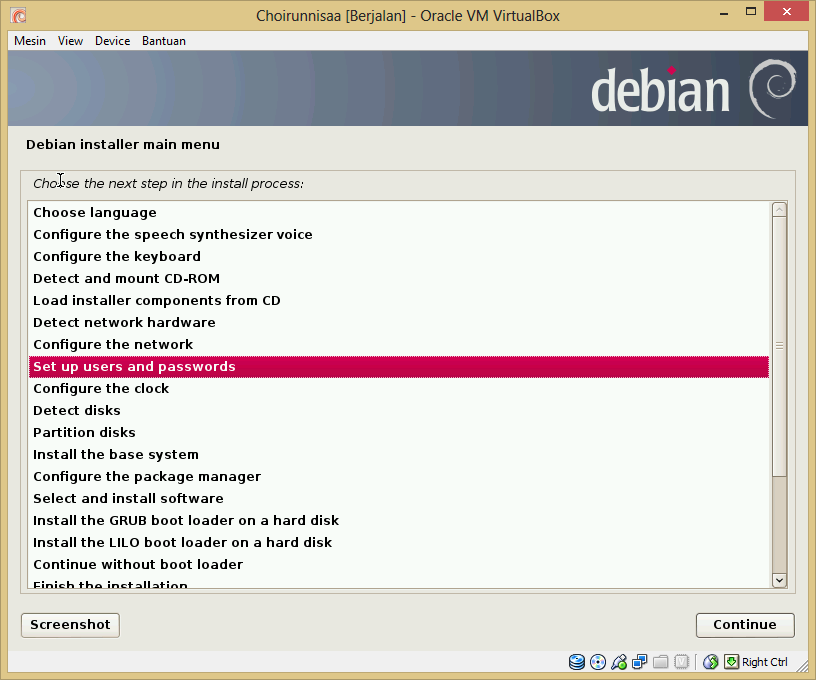 Choirunnisaa [Berjalan] - Oracle VM VirtualBox
Mesin View Device Bantuan
debian
Debian installer main menu
Choose the next step in the install process:
Choose language
Configure the speech synthesizer voice
Configure the keyboard
Detect and mount CD-ROM
Load installer components from CD
Detect network hardware
Configure the network
Set up users and passwords
Configure the clock
Detect disks
Partition disks
Install the base system
Configure the package manager
Select and install software
Install the GRUB boot loader on a hard disk
Install the LILO boot loader on a hard disk
Continue without boot loader
Finish the installation
Screenshot Continue
Right Ctrl